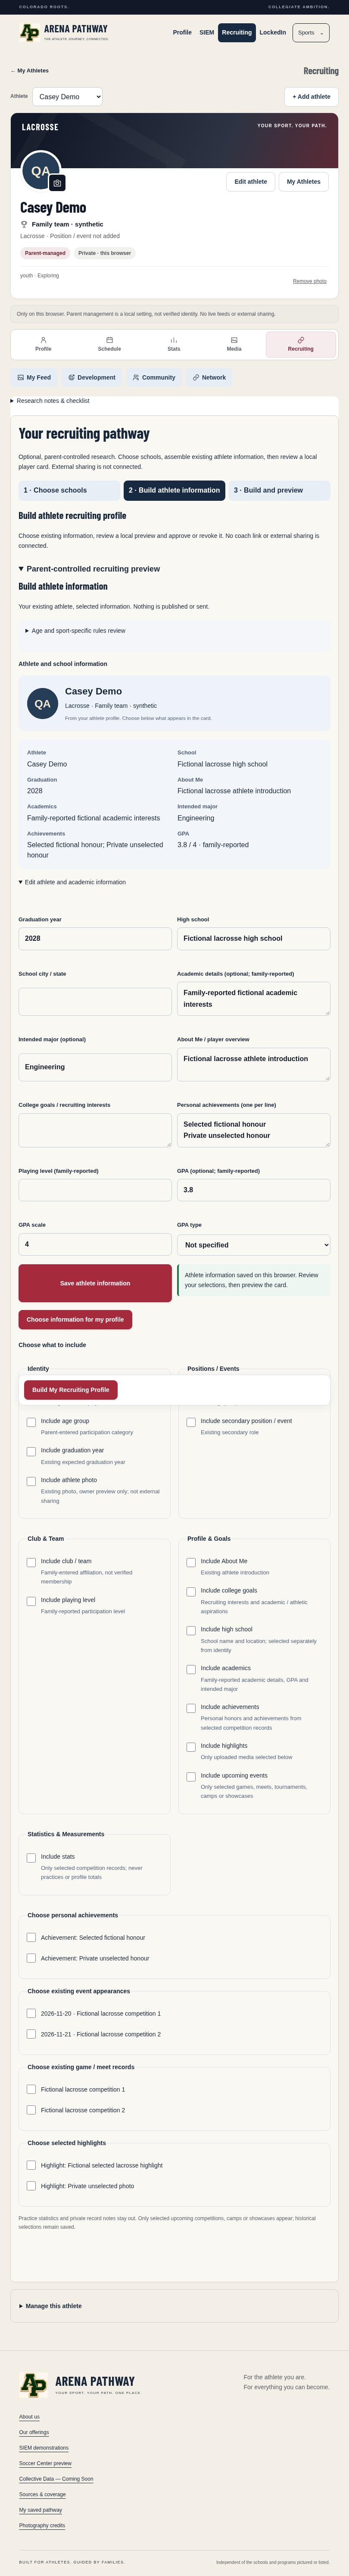 COLORADO ROOTS.
COLLEGIATE AMBITION.
AP
ARENA PATHWAY
THE ATHLETE JOURNEY. CONNECTED.
Profile
SIEM
Recruiting
LockedIn
Sports
← My Athletes
Recruiting
Athlete
Casey Demo
+ Add athlete
LACROSSE
YOUR SPORT. YOUR PATH.
QA
Edit athlete
My Athletes
Casey Demo
Family team · synthetic
Lacrosse · Position / event not added
Parent-managed
Private · this browser
youth · Exploring
Remove photo
Only on this browser. Parent management is a local setting, not verified identity. No live feeds or external sharing.
Profile
Schedule
Stats
Media
Recruiting
My Feed
Development
Community
Network
Research notes & checklist
Your recruiting pathway
Optional, parent-controlled research. Choose schools, assemble existing athlete information, then review a local
player card. External sharing is not connected.
1 · Choose schools
2 · Build athlete information
3 · Build and preview
Build athlete recruiting profile
Choose existing information, review a local preview and approve or revoke it. No coach link or external sharing is
connected.
Parent-controlled recruiting preview
Build athlete information
Your existing athlete, selected information. Nothing is published or sent.
Age and sport-specific rules review
Athlete and school information
QA
Casey Demo
Lacrosse · Family team · synthetic
From your athlete profile. Choose below what appears in the card.
Athlete
Casey Demo
School
Fictional lacrosse high school
Graduation
2028
About Me
Fictional lacrosse athlete introduction
Academics
Family-reported fictional academic interests
Intended major
Engineering
Achievements
Selected fictional honour; Private unselected
honour
GPA
3.8 / 4 · family-reported
Edit athlete and academic information
Graduation year
High school
2028
Fictional lacrosse high school
School city / state
Academic details (optional; family-reported)
Family-reported fictional academic
interests
Intended major (optional)
About Me / player overview
Engineering
Fictional lacrosse athlete introduction
College goals / recruiting interests
Personal achievements (one per line)
Selected fictional honour
Private unselected honour
Playing level (family-reported)
GPA (optional; family-reported)
3.8
GPA scale
GPA type
4
Not specified
Save athlete information
Athlete information saved on this browser. Review
your selections, then preview the card.
Choose information for my profile
Choose what to include
Identity
Positions / Events
Build My Recruiting Profile
Include age group
Parent-entered participation category
Include secondary position / event
Existing secondary role
Include graduation year
Existing expected graduation year
Include athlete photo
Existing photo, owner preview only; not external
sharing
Club & Team
Profile & Goals
Include club / team
Family-entered affiliation, not verified
membership
Include playing level
Family-reported participation level
Include About Me
Existing athlete introduction
Include college goals
Recruiting interests and academic / athletic
aspirations
Include high school
School name and location; selected separately
from identity
Include academics
Family-reported academic details, GPA and
intended major
Include achievements
Personal honors and achievements from
selected competition records
Include highlights
Only uploaded media selected below
Include upcoming events
Only selected games, meets, tournaments,
camps or showcases
Statistics & Measurements
Include stats
Only selected competition records; never
practices or profile totals
Choose personal achievements
Achievement: Selected fictional honour
Achievement: Private unselected honour
Choose existing event appearances
2026-11-20 · Fictional lacrosse competition 1
2026-11-21 · Fictional lacrosse competition 2
Choose existing game / meet records
Fictional lacrosse competition 1
Fictional lacrosse competition 2
Choose selected highlights
Highlight: Fictional selected lacrosse highlight
Highlight: Private unselected photo
Practice statistics and private record notes stay out. Only selected upcoming competitions, camps or showcases appear; historical
selections remain saved.
Manage this athlete
AP
ARENA PATHWAY
YOUR SPORT. YOUR PATH. ONE PLACE.
For the athlete you are.
For everything you can become.
About us
Our offerings
SIEM demonstrations
Soccer Center preview
Collective Data — Coming Soon
Sources & coverage
My saved pathway
Photography credits
BUILT FOR ATHLETES. GUIDED BY FAMILIES.
Independent of the schools and programs pictured or listed.